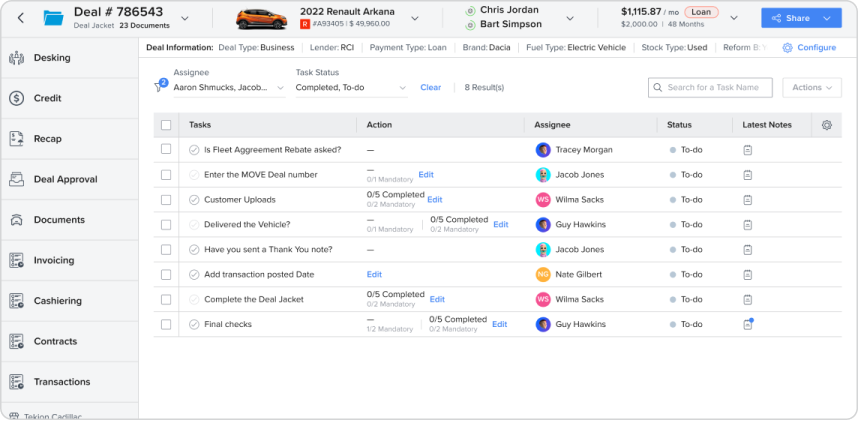 Deal # 786543
Deal Jacket 23 Documents
2022 Renault Arkana
R #A93405 | $ 49,960.00
Chris Jordan
Bart Simpson
$1,115.87 / mo Loan
$2,000.00 | 48 Months
Share
Deal Information: Deal Type: Business | Lender: RCI | Payment Type: Loan | Brand: Dacia | Fuel Type: Electric Vehicle | Stock Type: Used | Reform B: Y
Configure
Desking
Credit
Recap
Deal Approval
Documents
Invoicing
Cashiering
Contracts
Transactions
Tekion Cadillac
2
Assignee
Aaron Shmucks, Jacob...
Task Status
Completed, To-do
Clear
8 Result(s)
Search for a Task Name
Actions
Tasks Action Assignee Status Latest Notes
Is Fleet Aggreement Rebate asked? — Tracey Morgan To-do
Enter the MOVE Deal number — 0/1 Mandatory Edit Jacob Jones To-do
Customer Uploads 0/5 Completed 0/2 Mandatory Edit WS Wilma Sacks To-do
Delivered the Vehicle? — 0/1 Mandatory 0/5 Completed 0/2 Mandatory Edit Guy Hawkins To-do
Have you sent a Thank You note? — Jacob Jones To-do
Add transaction posted Date Edit NG Nate Gilbert To-do
Complete the Deal Jacket 0/5 Completed 0/2 Mandatory Edit WS Wilma Sacks To-do
Final checks — 1/2 Mandatory 0/5 Completed 0/2 Mandatory Edit Guy Hawkins To-do